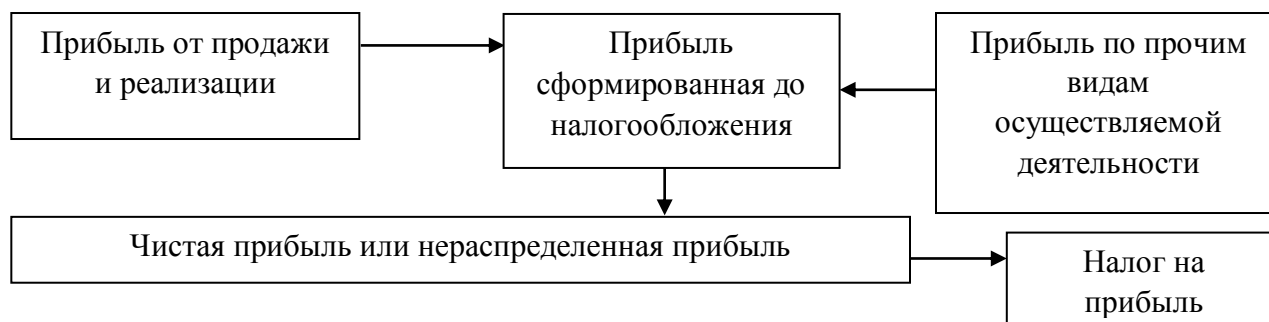 Прибыль от продажи
и реализации
Прибыль
сформированная до
налогообложения
Прибыль по прочим
видам
осуществляемой
деятельности
Чистая прибыль или нераспределенная прибыль
Налог на
прибыль